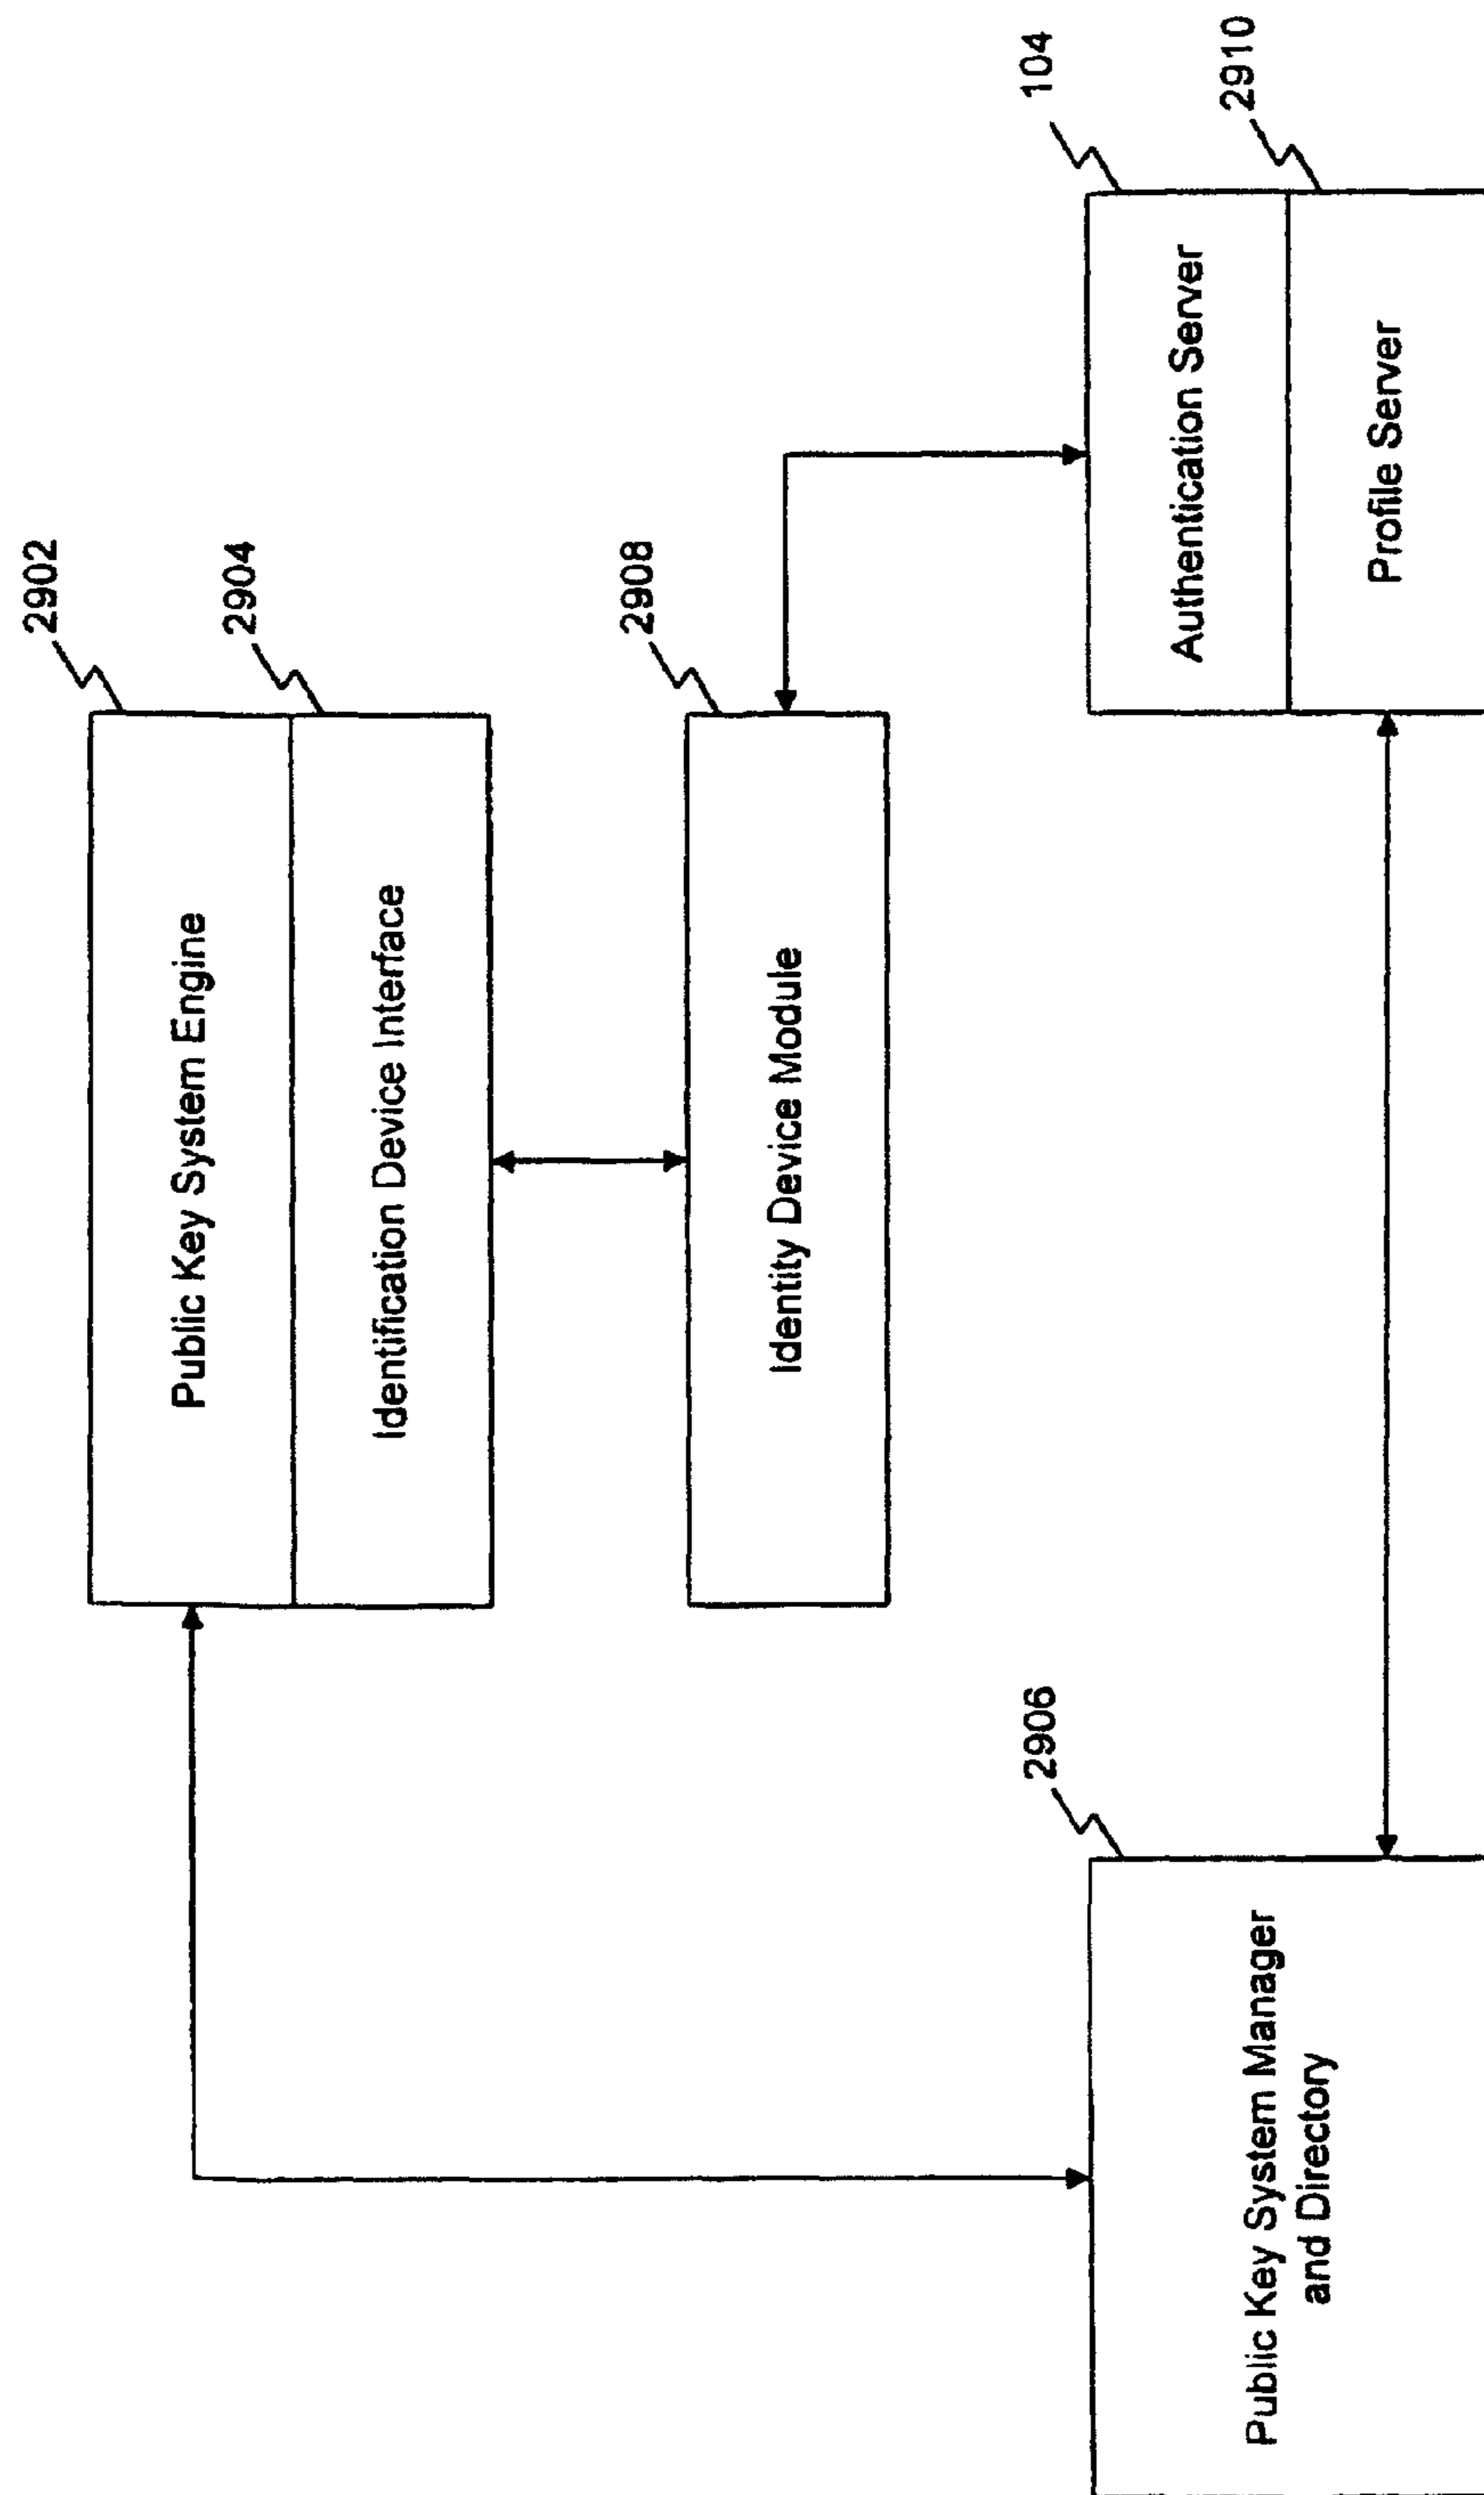 2902
Public Key System Engine
2904
Identification Device Interface
2908
Identity Device Module
104
Authentication Server
2910
Profile Server
2906
Public Key System Manager
and Directory